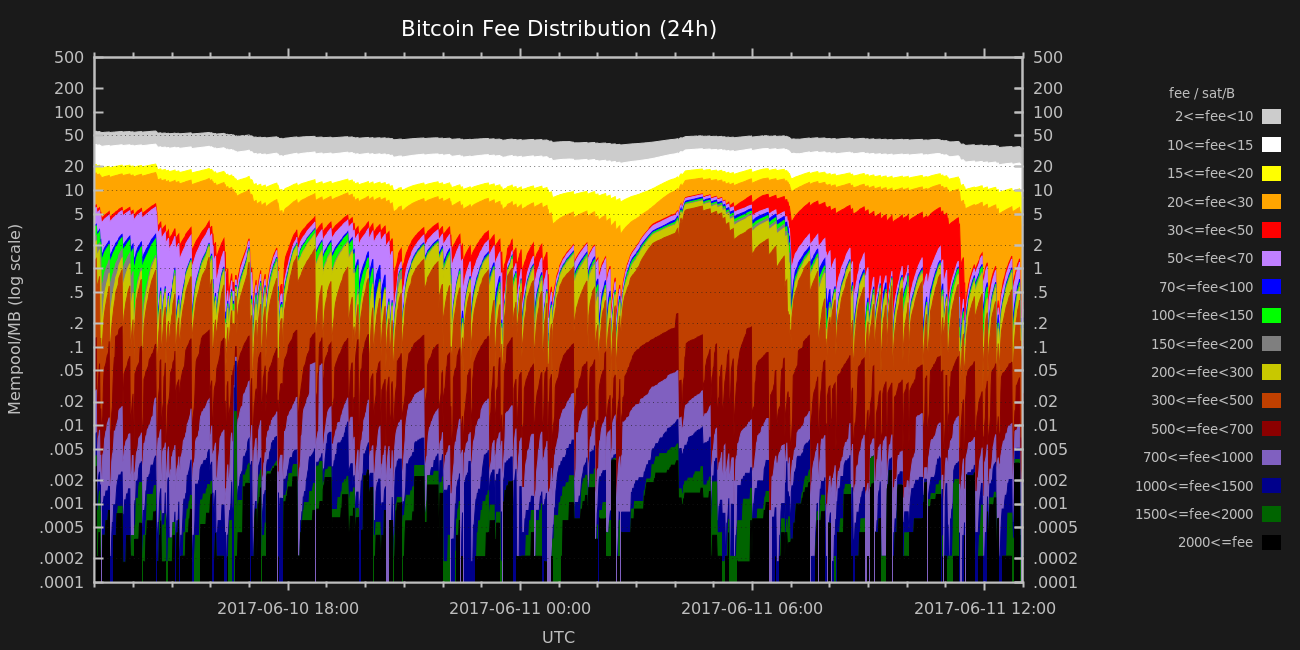 Bitcoin Fee Distribution (24h)
Mempool/MB (log scale)
500
200
100
50
20
10
5
2
1
.5
.2
.1
.05
.02
.01
.005
.002
.001
.0005
.0002
.0001
500
200
100
50
20
10
5
2
1
.5
.2
.1
.05
.02
.01
.005
.002
.001
.0005
.0002
.0001
2017-06-10 18:00
2017-06-11 00:00
2017-06-11 06:00
2017-06-11 12:00
UTC
fee / sat/B
2<=fee<10
10<=fee<15
15<=fee<20
20<=fee<30
30<=fee<50
50<=fee<70
70<=fee<100
100<=fee<150
150<=fee<200
200<=fee<300
300<=fee<500
500<=fee<700
700<=fee<1000
1000<=fee<1500
1500<=fee<2000
2000<=fee